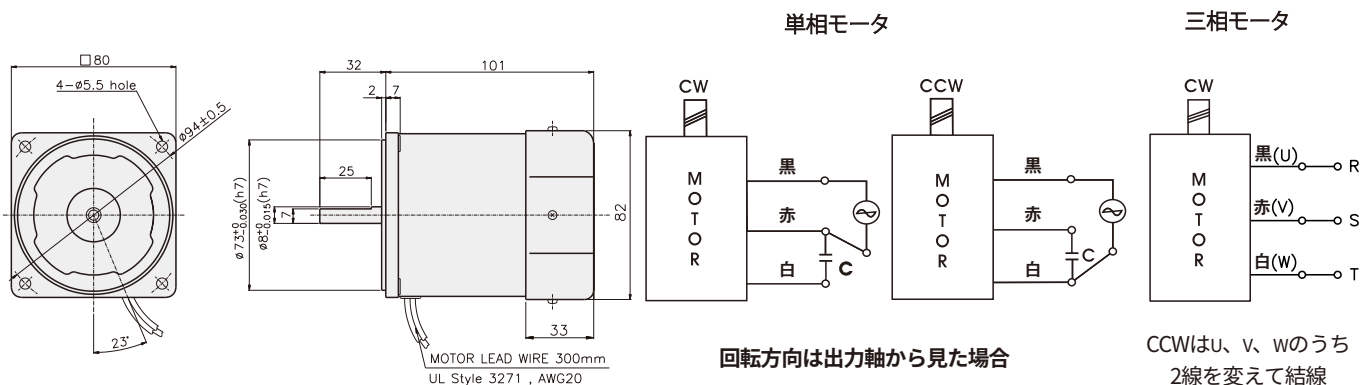 単相モータ
三相モータ
□80
4-ø5.5 hole
ø94±0.5
23°
32
101
2
7
25
7
ø73±0 -0.030(h7)
ø8±0 -0.015(h7)
82
33
MOTOR LEAD WIRE 300mm
UL Style 3271 , AWG20
CW
MOTOR
黒
赤
白
C
CCW
MOTOR
黒
赤
白
C
回転方向は出力軸から見た場合
CW
MOTOR
黒(U)
R
赤(V)
S
白(W)
T
CCWはU、V、Wのうち
2線を変えて結線